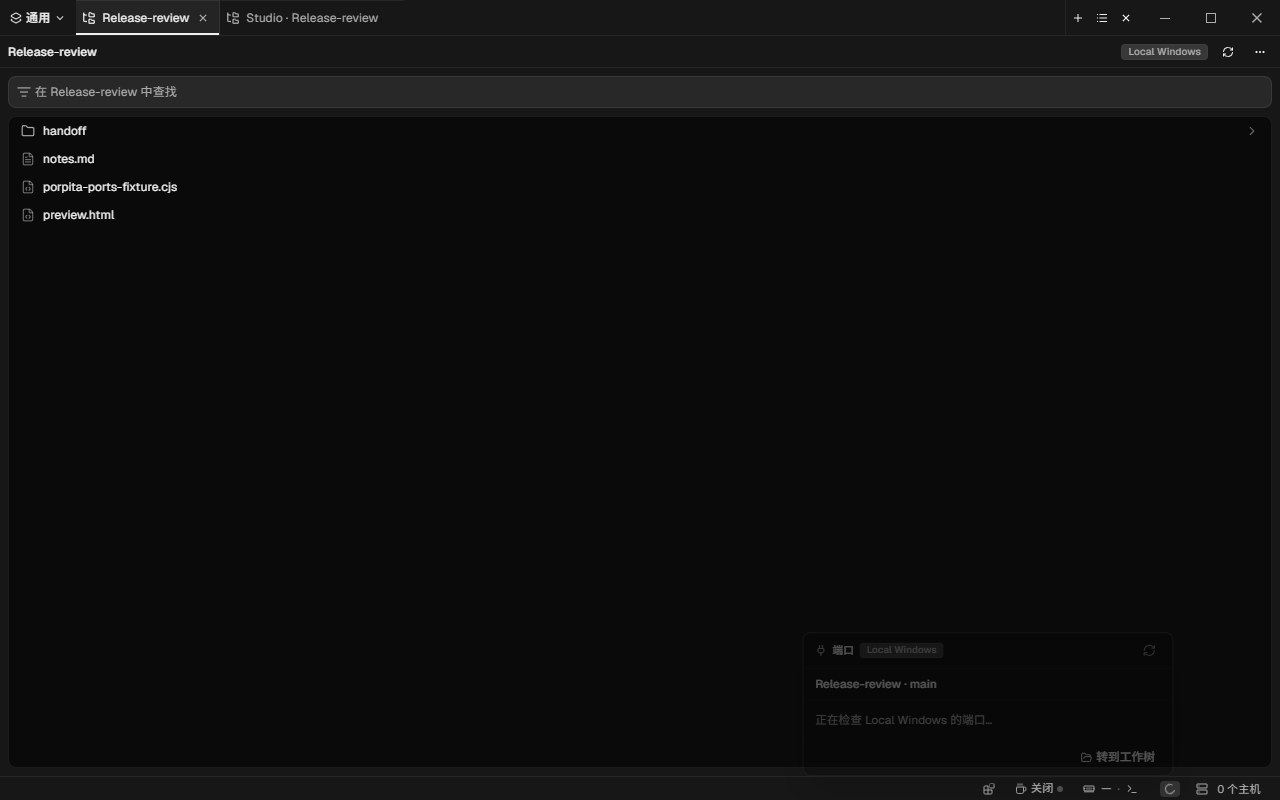 通用
Release-review
Studio · Release-review
Release-review
Local Windows
在 Release-review 中查找
handoff
notes.md
porpita-ports-fixture.cjs
preview.html
端口 Local Windows
Release-review · main
正在检查 Local Windows 的端口…
转到工作树
关闭
0 个主机